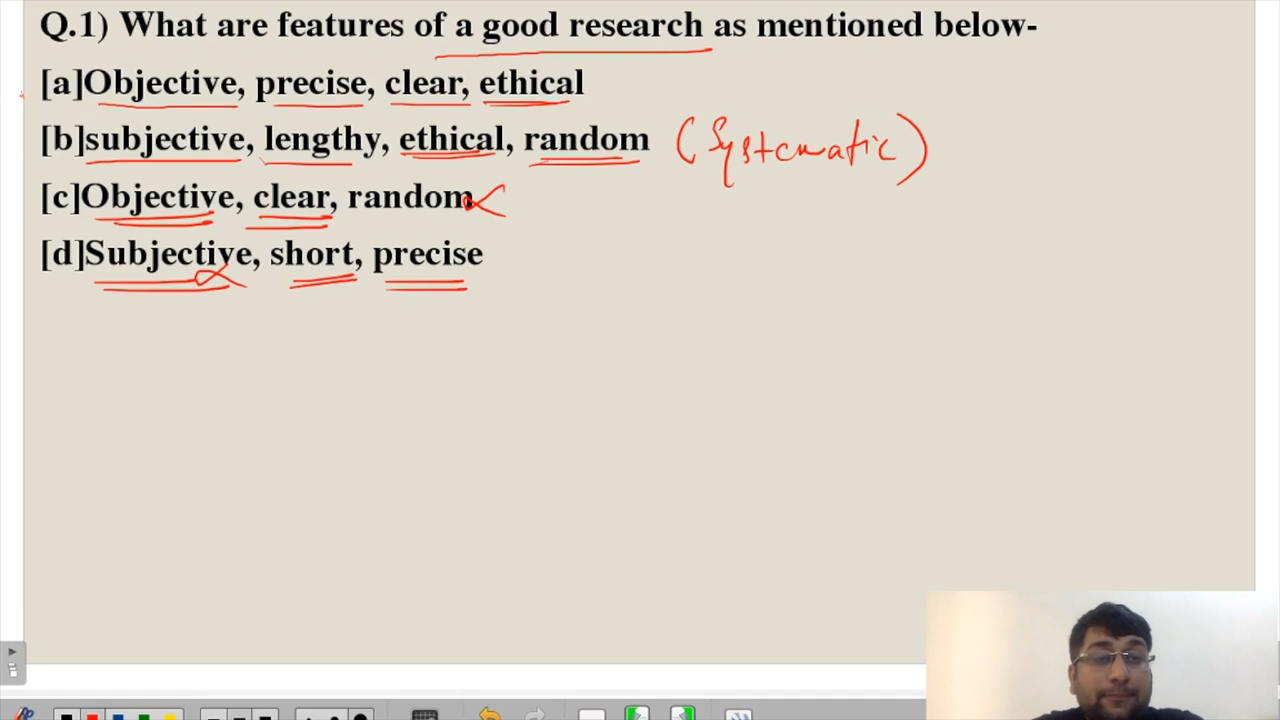 Q.1) What are features of a good research as mentioned below-
[a]Objective, precise, clear, ethical
[b]subjective, lengthy, ethical, random (Systematic)
[c]Objective, clear, random
[d]Subjective, short, precise